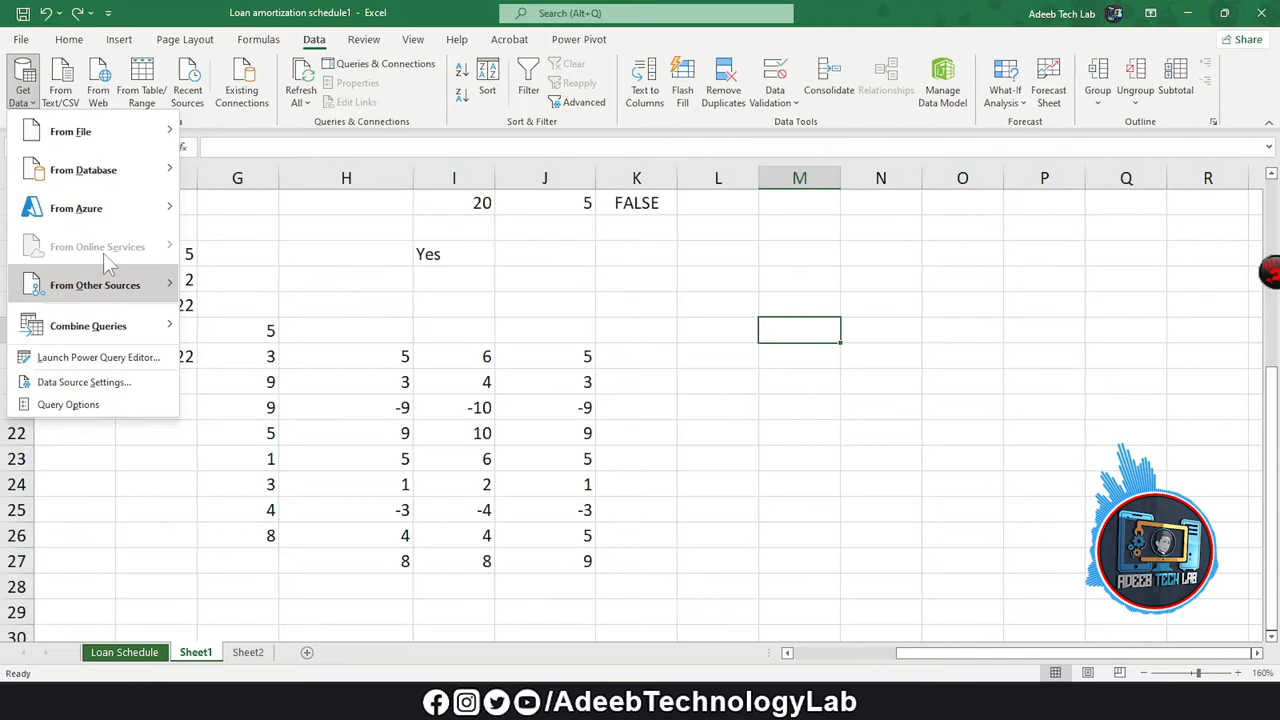 Loan amortization schedule1 - Excel
Search (Alt+Q)
Adeeb Tech Lab
File Home Insert Page Layout Formulas Data Review View Help Acrobat Power Pivot
Share
Get Data
From Text/CSV
From Web
From Table/ Range
Recent Sources
Existing Connections
Refresh All
Queries & Connections
Properties
Edit Links
Queries & Connections
Sort
Filter
Clear
Reapply
Advanced
Sort & Filter
Text to Columns
Flash Fill
Remove Duplicates
Data Validation
Consolidate
Relationships
Manage Data Model
Data Tools
What-If Analysis
Forecast Sheet
Forecast
Group
Ungroup
Subtotal
Outline
From File
From Database
From Azure
From Online Services
From Other Sources
Combine Queries
Launch Power Query Editor...
Data Source Settings...
Query Options
fx
G H I J K L M N O P Q R
20 5 FALSE
5 Yes
2
22
5
22 3 5 6 5
9 3 4 3
9 -9 -10 -9
22 5 9 10 9
23 1 5 6 5
24 3 1 2 1
25 4 -3 -4 -3
26 8 4 4 5
27 8 8 9
28
29
30
ADEEB TECH LAB
Loan Schedule Sheet1 Sheet2
Ready
160%
/AdeebTechnologyLab